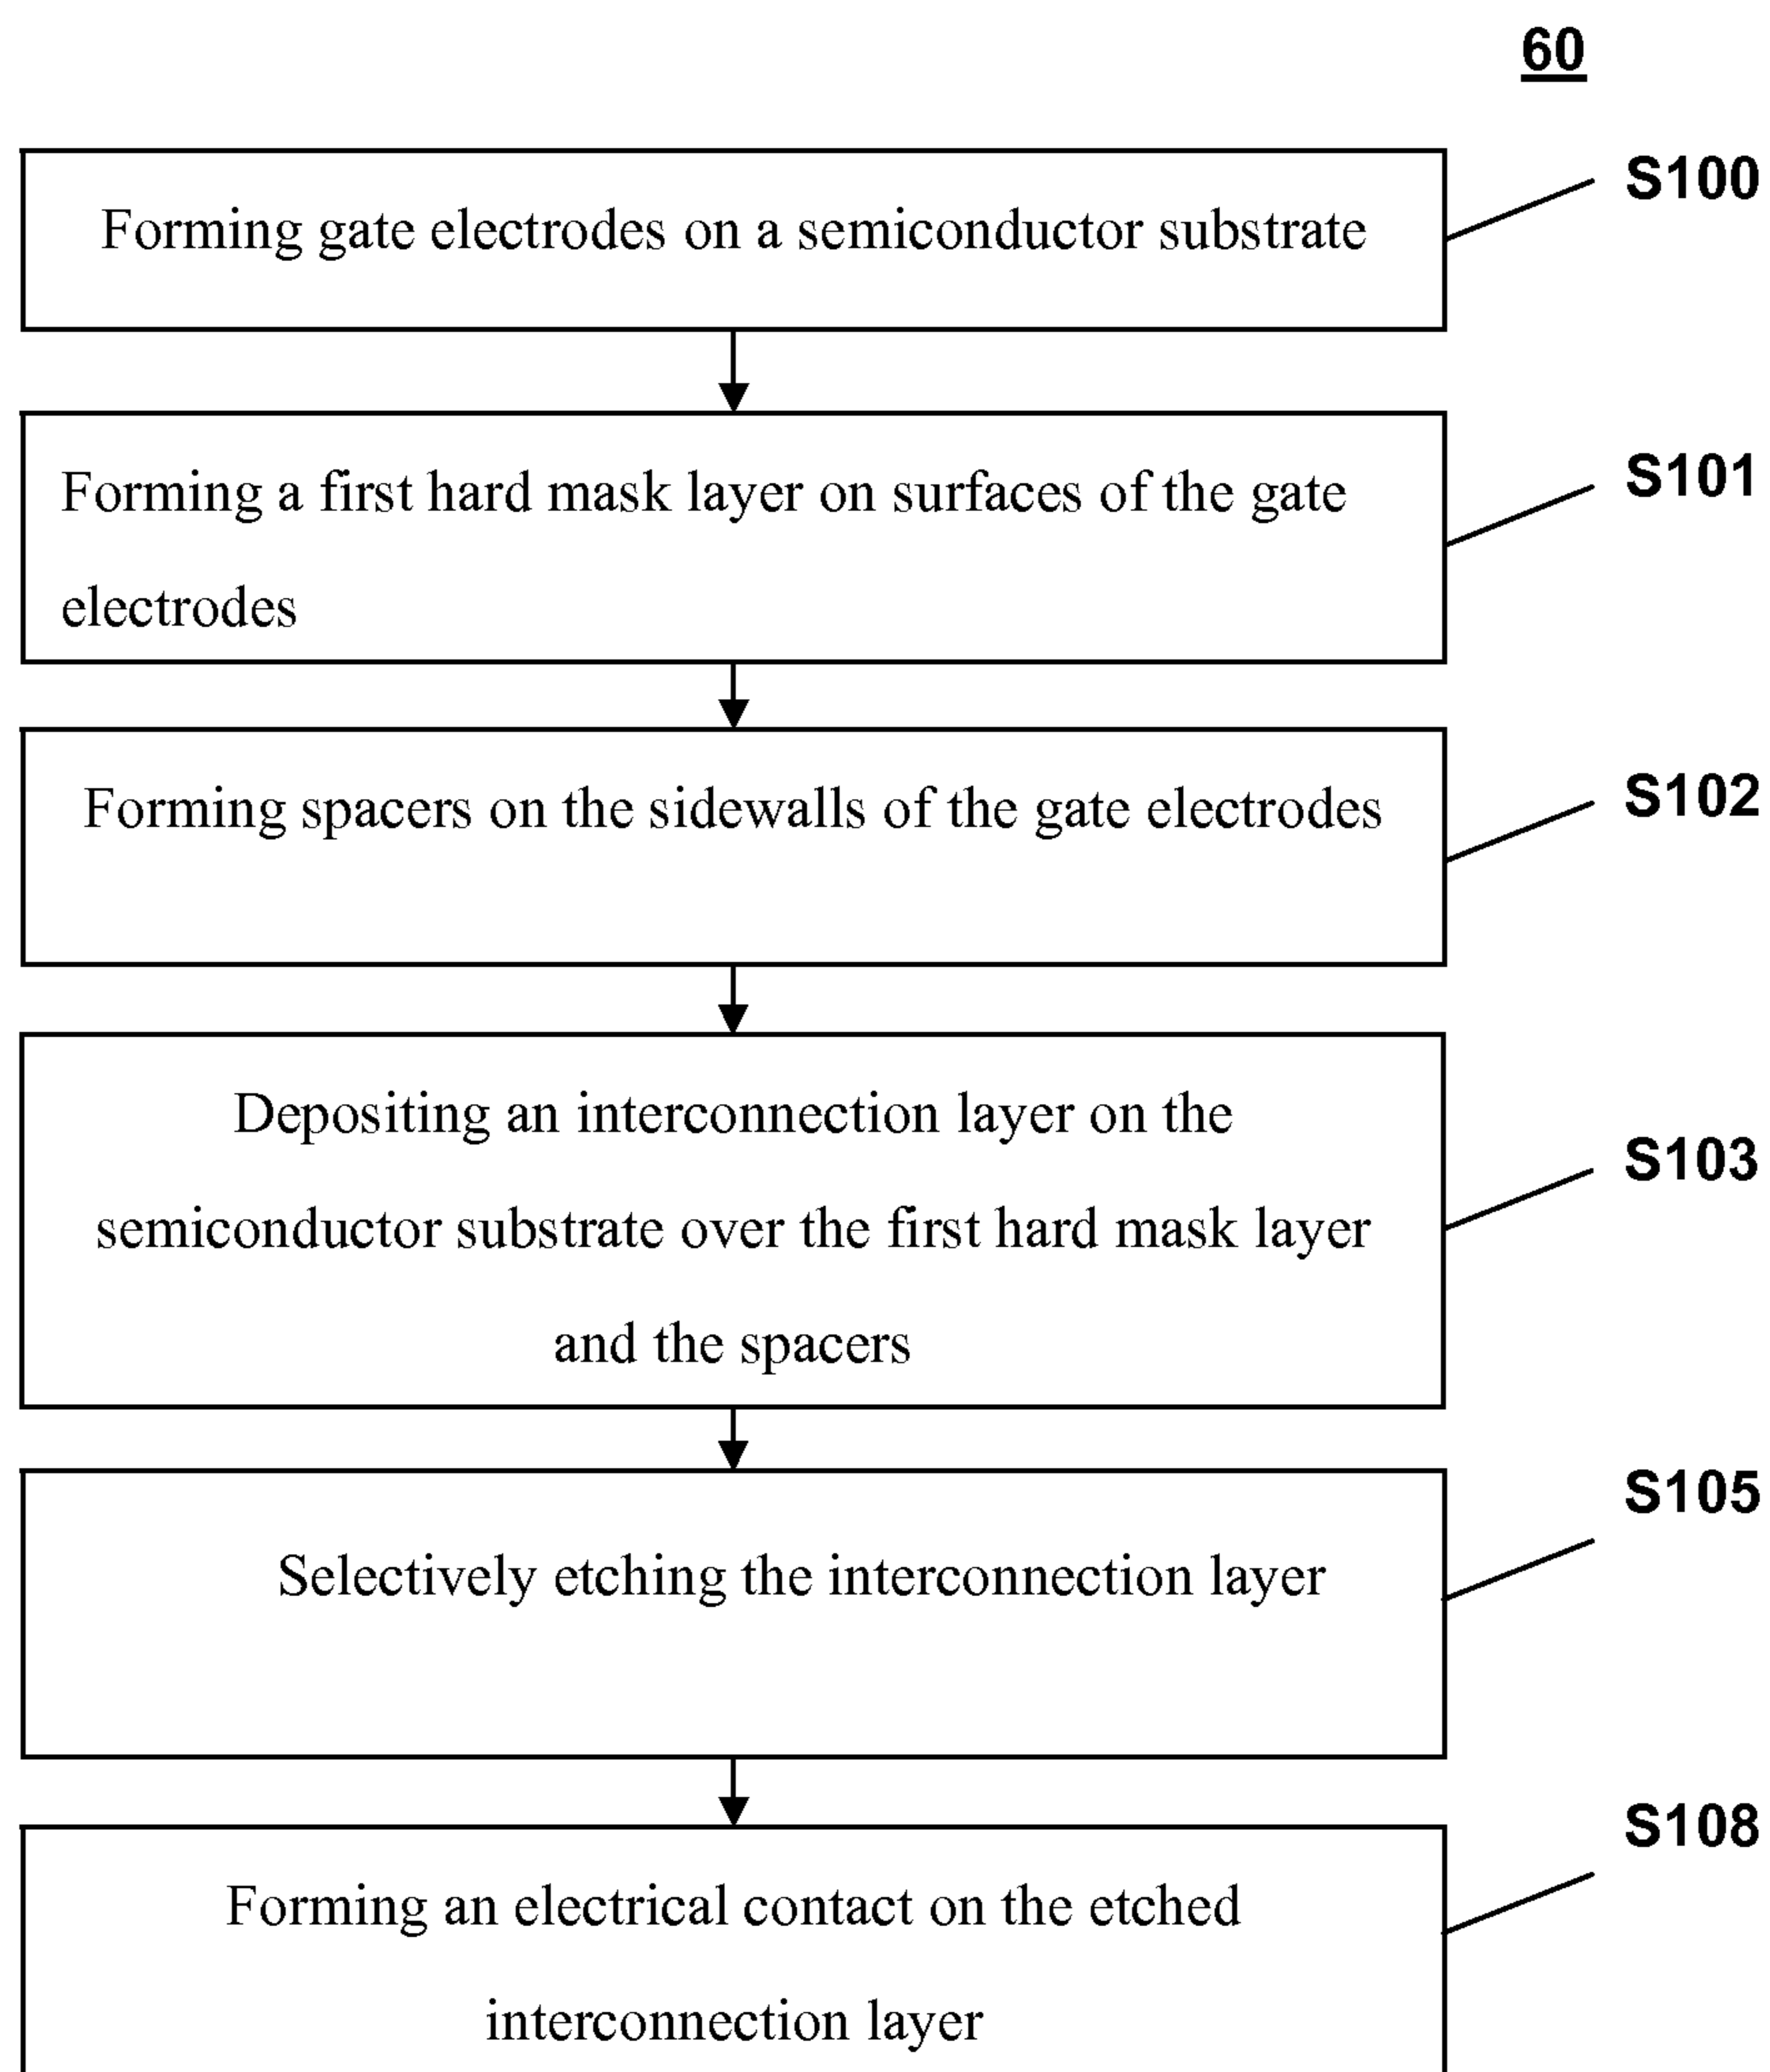 60
Forming gate electrodes on a semiconductor substrate
S100
Forming a first hard mask layer on surfaces of the gate
electrodes
S101
Forming spacers on the sidewalls of the gate electrodes
S102
Depositing an interconnection layer on the
semiconductor substrate over the first hard mask layer
and the spacers
S103
Selectively etching the interconnection layer
S105
Forming an electrical contact on the etched
interconnection layer
S108